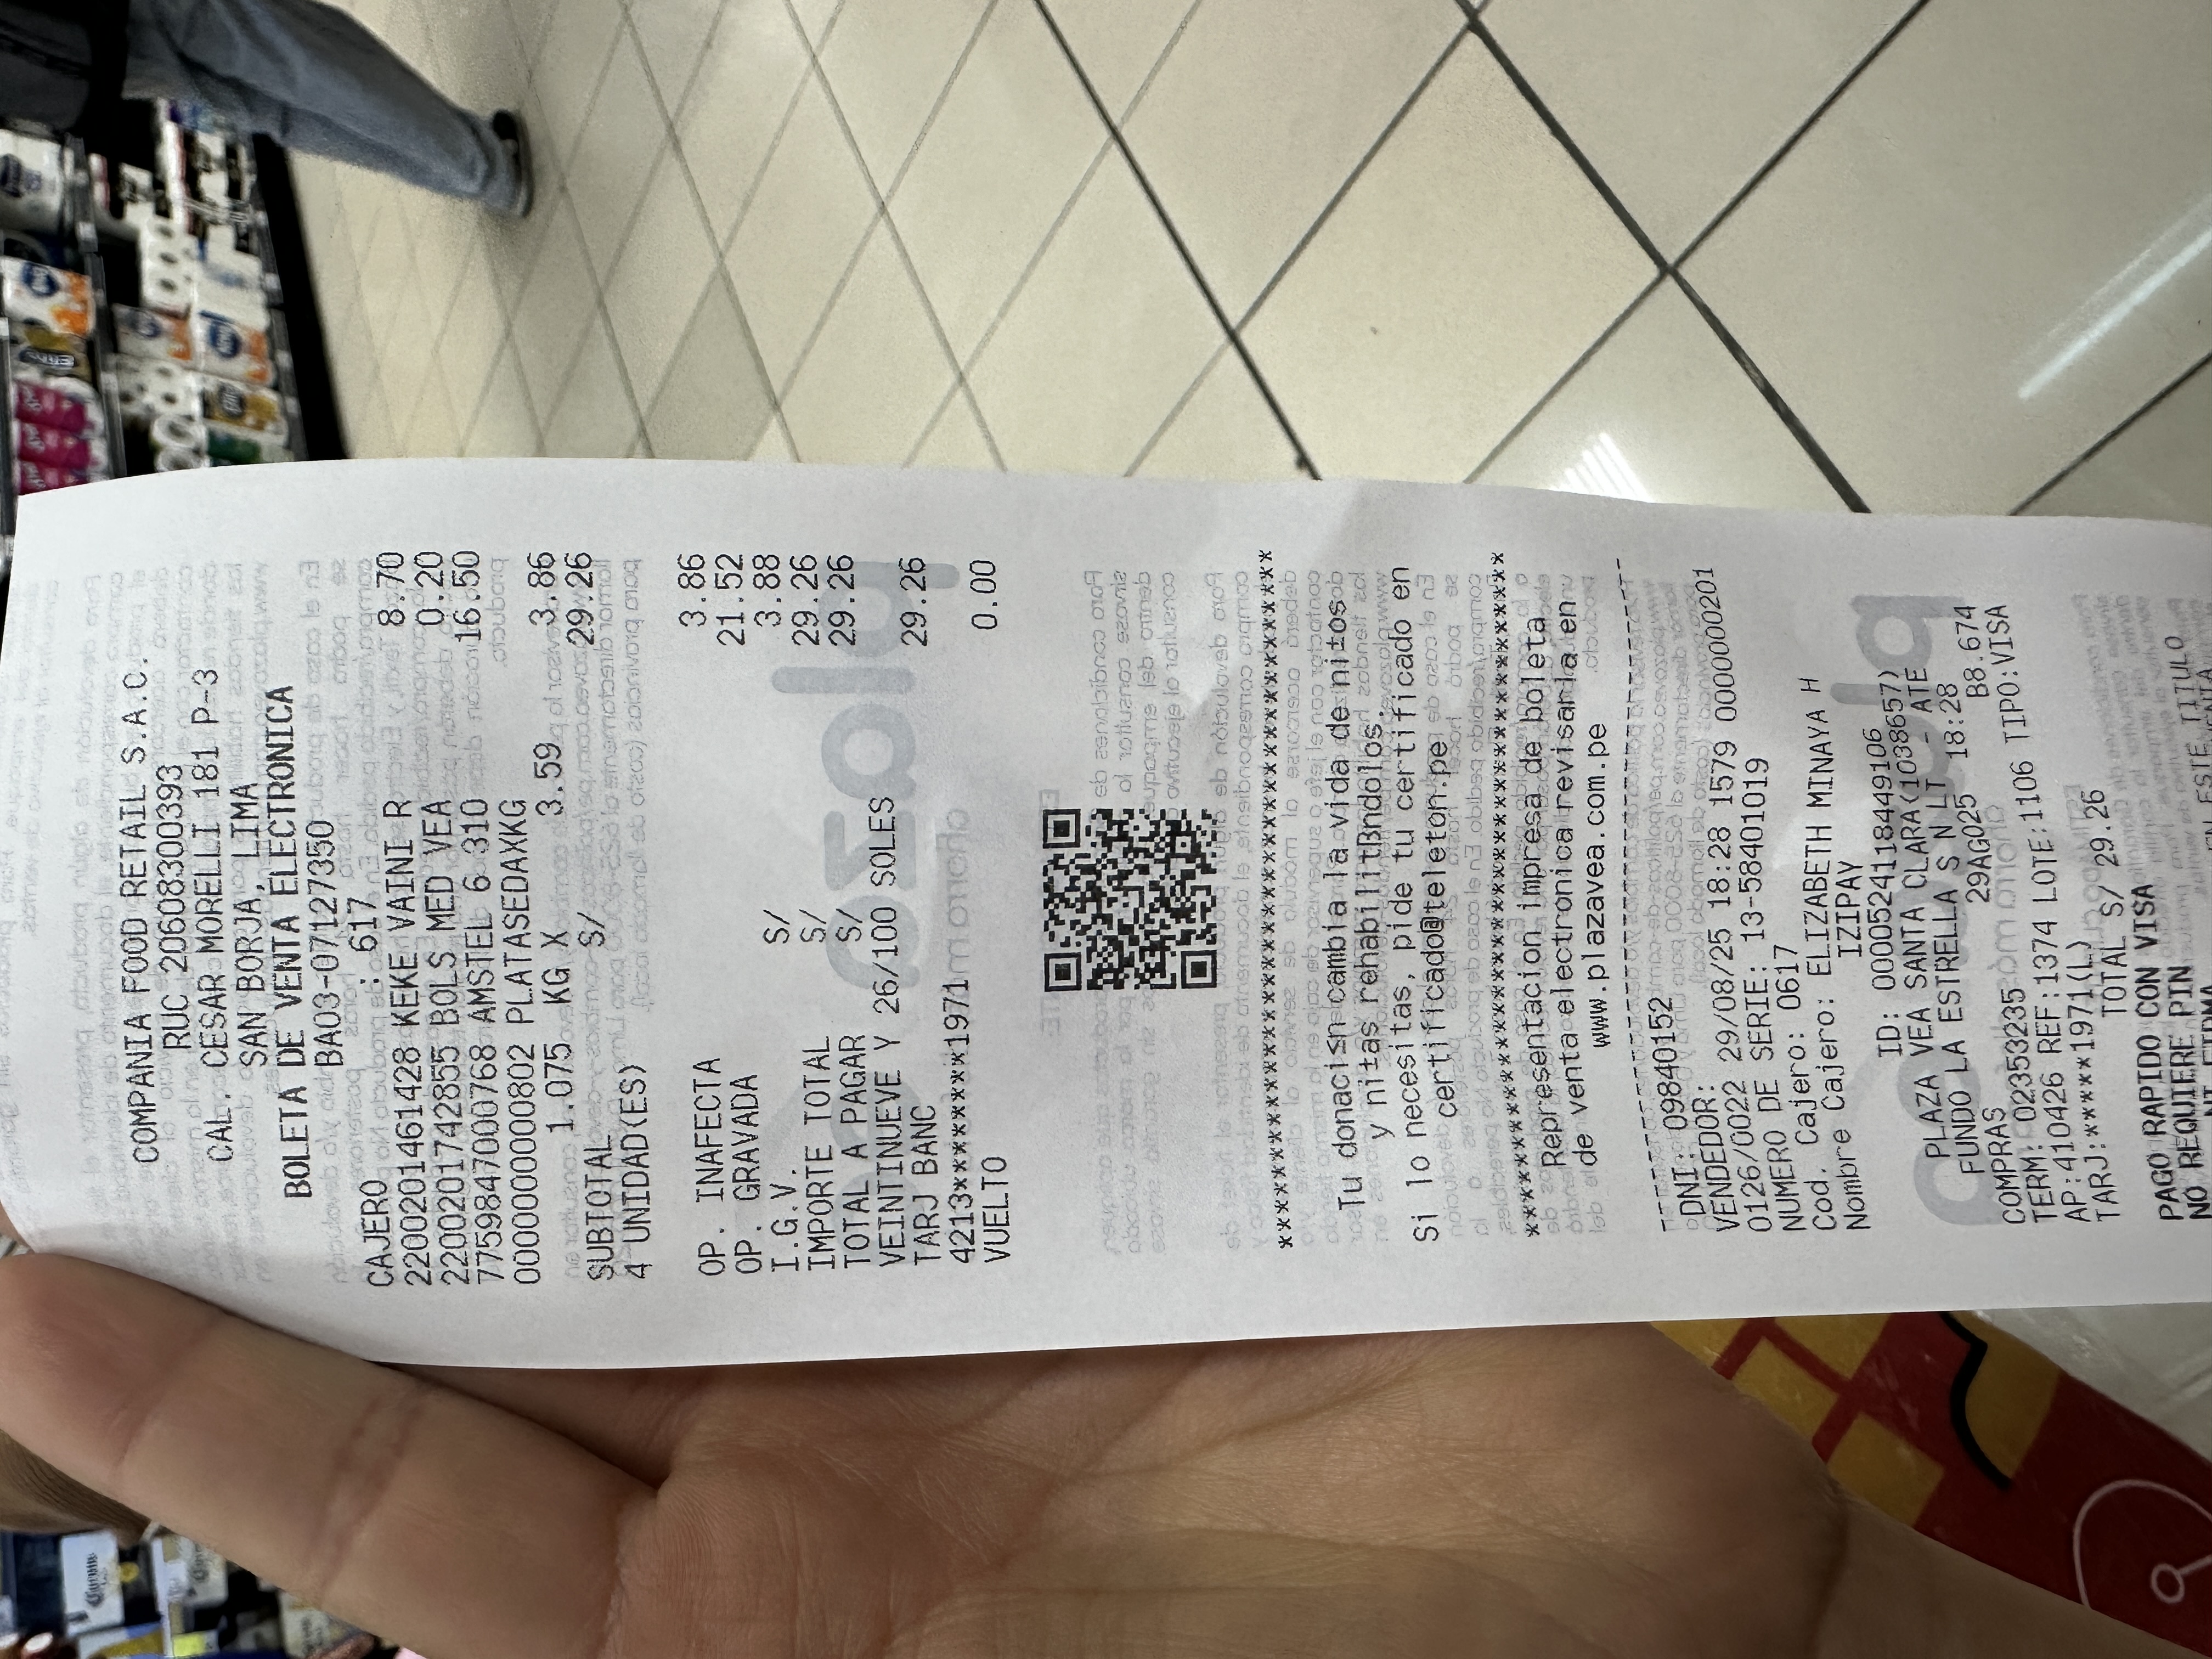 COMPANIA FOOD RETAIL S.A.C.
RUC 20608300393
CAL. CESAR MORELLI 181 P-3
SAN BORJA, LIMA
BOLETA DE VENTA ELECTRONICA
BA03-07127350
CAJERO : 617
2200201461428 KEKE VAINI R 8.70
2200201742855 BOLS MED VEA 0.20
7759847000768 AMSTEL 6 310 16.50
0000000000802 PLATASEDAXKG
1.075 KG X 3.59 3.86
SUBTOTAL S/ 29.26
4 UNIDAD(ES)
OP. INAFECTA 3.86
OP. GRAVADA 21.52
I.G.V. S/ 3.88
IMPORTE TOTAL S/ 29.26
TOTAL A PAGAR S/ 29.26
VEINTINUEVE Y 26/100 SOLES
TARJ BANC 29.26
4213********1971
VUELTO 0.00
****************************************
Tu donaci≤n cambia la vida de ni±os
y ni±as rehabilitßndolos.
Si lo necesitas, pide tu certificado en
certificado@teleton.pe
****************************************
Representacion impresa de boleta
de venta electronica revisarla en
www.plazavea.com.pe
----------------------------------------
DNI: 09840152
VENDEDOR:
0126/0022 29/08/25 18:28 1579 0000000201
NUMERO DE SERIE: 13-58401019
Cod. Cajero: 0617
Nombre Cajero: ELIZABETH MINAYA H
IZIPAY
ID: 0000524118449106
PLAZA VEA SANTA CLARA(1038657)
FUNDO LA ESTRELLA S N LT - ATE
COMPRAS 29AGO25 18:28
TERM: 02353235 B8.674
AP:410426 REF:1374 LOTE:1106 TIPO:VISA
TARJ:*****1971(L)
TOTAL S/ 29.26
PAGO RAPIDO CON VISA
NO REQUIERE PIN
NI FIRMA
EN ESTE TITULO